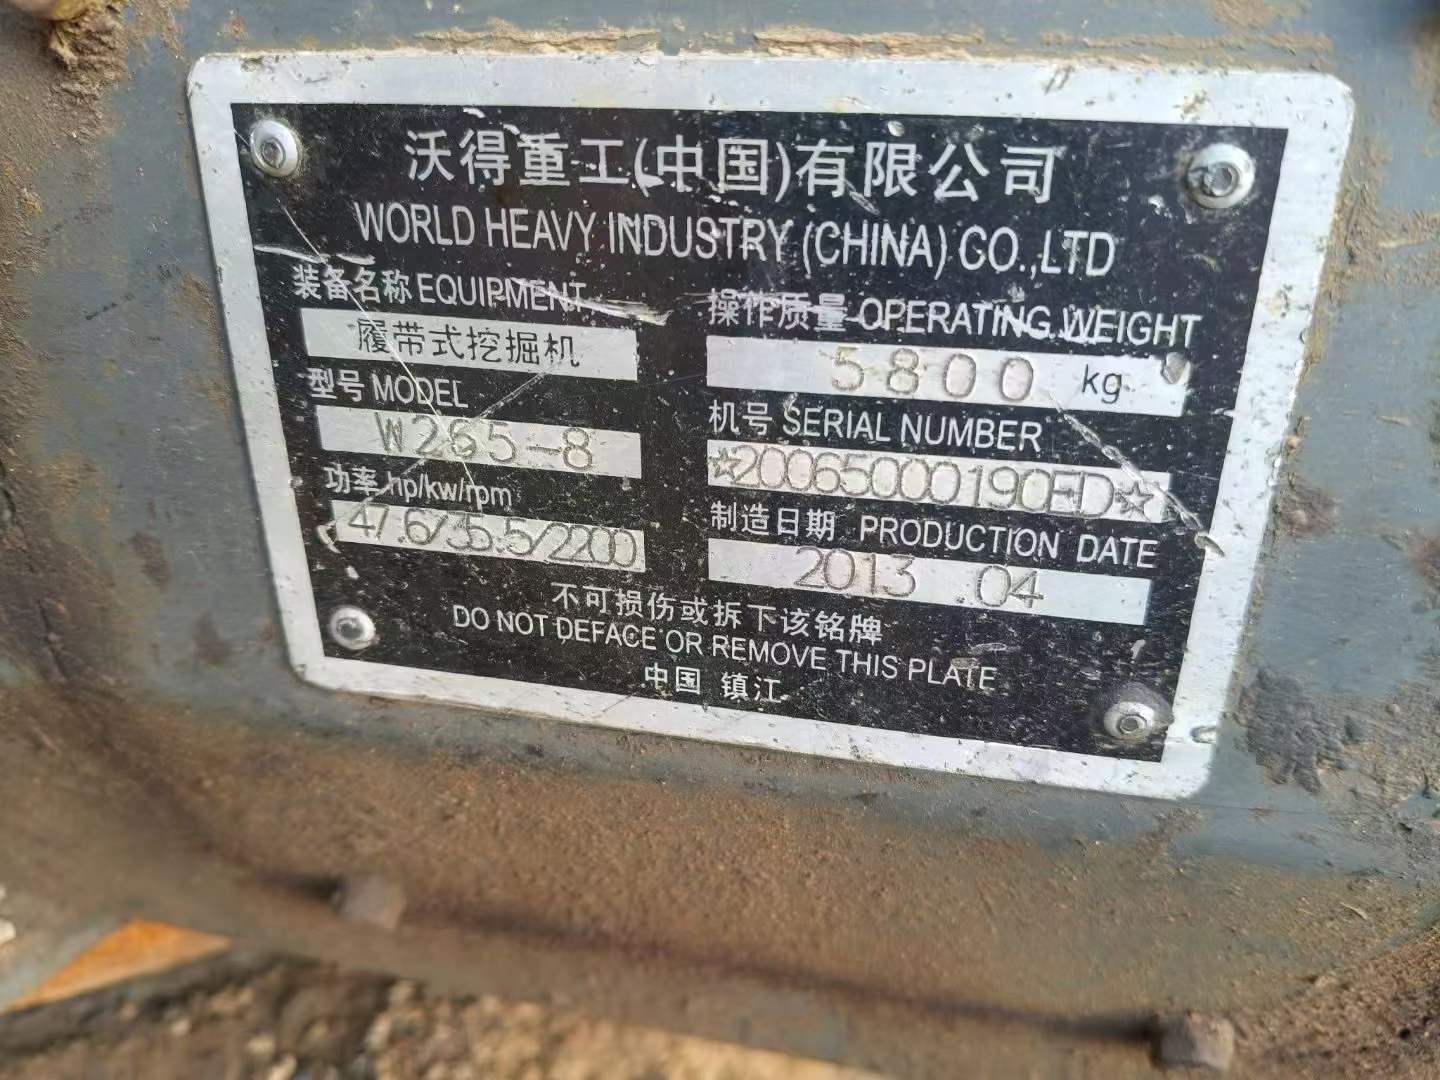 沃得重工(中国)有限公司
WORLD HEAVY INDUSTRY (CHINA) CO.,LTD
装备名称 EQUIPMENT
履带式挖掘机
型号 MODEL
W265-8
功率 hp/kw/rpm
47.6/35.5/2200
操作质量 OPERATING WEIGHT
5800 kg
机号 SERIAL NUMBER
☆20065000190ED☆
制造日期 PRODUCTION DATE
2013 .04
不可损伤或拆下该铭牌
DO NOT DEFACE OR REMOVE THIS PLATE
中国 镇江